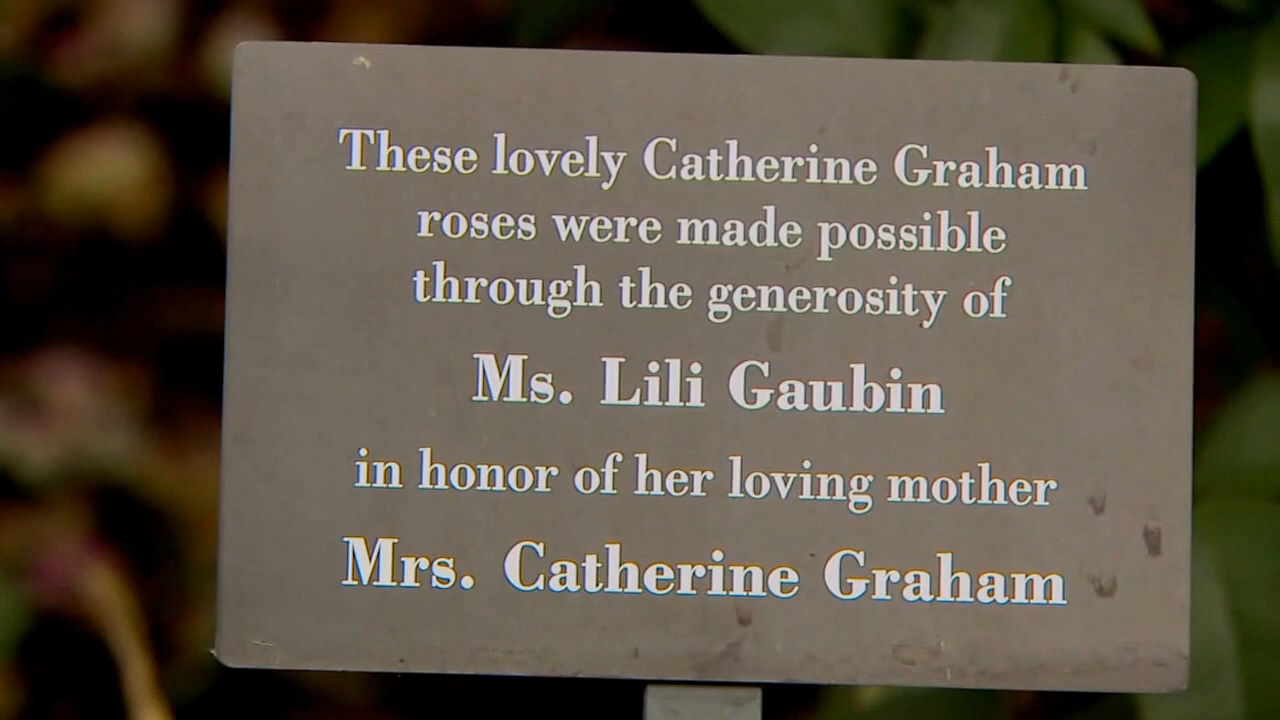 These lovely Catherine Graham
roses were made possible
through the generosity of
Ms. Lili Gaubin
in honor of her loving mother
Mrs. Catherine Graham